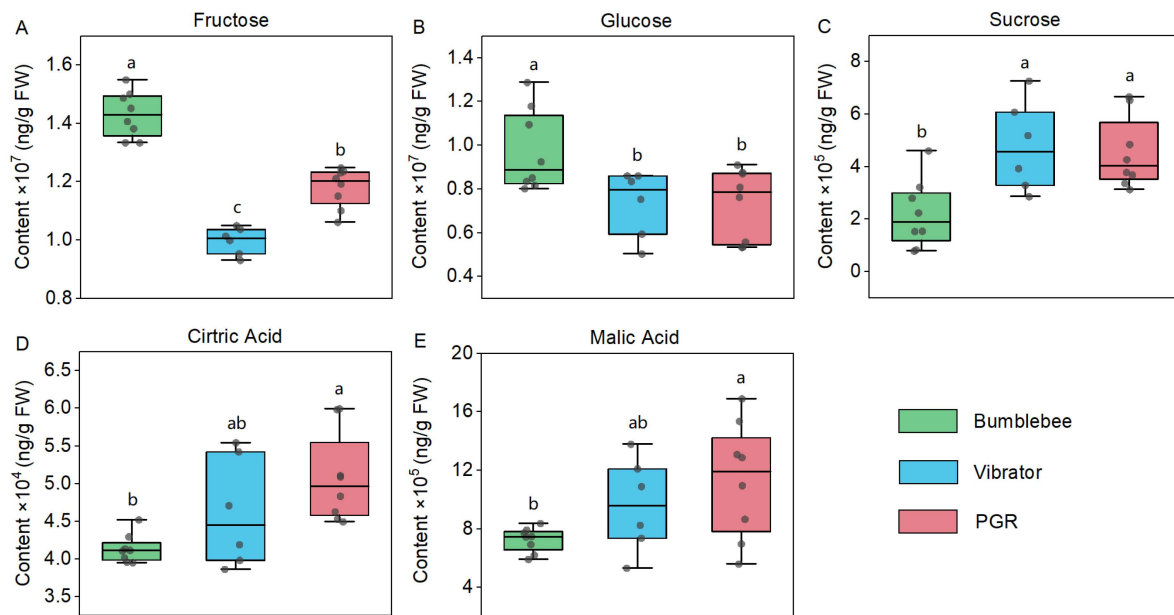 A Fructose
Content ×10⁷ (ng/g FW)
1.6
1.4
1.2
1.0
0.8
a
c
b
B Glucose
Content ×10⁷ (ng/g FW)
1.4
1.2
1.0
0.8
0.6
0.4
a
b
b
C Sucrose
Content ×10⁵ (ng/g FW)
8
6
4
2
0
b
a
a
D Cirtric Acid
Content ×10⁴ (ng/g FW)
6.5
6.0
5.5
5.0
4.5
4.0
3.5
b
ab
a
E Malic Acid
Content ×10⁵ (ng/g FW)
20
16
12
8
4
b
ab
a
Bumblebee
Vibrator
PGR